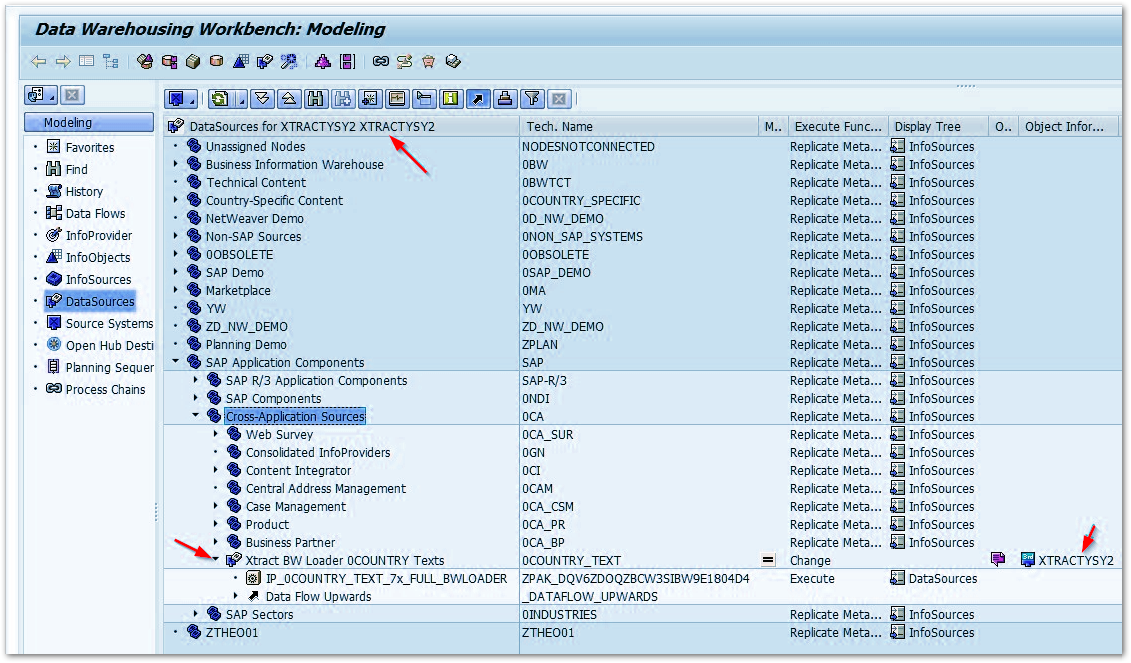 Data Warehousing Workbench: Modeling
Modeling
Favorites
Find
History
Data Flows
InfoProvider
InfoObjects
InfoSources
DataSources
Source Systems
Open Hub Desti
Planning Sequer
Process Chains
DataSources for XTRACTYSY2 XTRACTYSY2 Tech. Name M.. Execute Func... Display Tree O.. Object Infor...
Unassigned Nodes NODESNOTCONNECTED Replicate Meta... InfoSources
Business Information Warehouse 0BW Replicate Meta... InfoSources
Technical Content 0BWTCT Replicate Meta... InfoSources
Country-Specific Content 0COUNTRY_SPECIFIC Replicate Meta... InfoSources
NetWeaver Demo 0D_NW_DEMO Replicate Meta... InfoSources
Non-SAP Sources 0NON_SAP_SYSTEMS Replicate Meta... InfoSources
0OBSOLETE 0OBSOLETE Replicate Meta... InfoSources
SAP Demo 0SAP_DEMO Replicate Meta... InfoSources
Marketplace 0MA Replicate Meta... InfoSources
YW YW Replicate Meta... InfoSources
ZD_NW_DEMO ZD_NW_DEMO Replicate Meta... InfoSources
Planning Demo ZPLAN Replicate Meta... InfoSources
SAP Application Components SAP Replicate Meta... InfoSources
SAP R/3 Application Components SAP-R/3 Replicate Meta... InfoSources
SAP Components 0NDI Replicate Meta... InfoSources
Cross-Application Sources 0CA Replicate Meta... InfoSources
Web Survey 0CA_SUR Replicate Meta... InfoSources
Consolidated InfoProviders 0GN Replicate Meta... InfoSources
Content Integrator 0CI Replicate Meta... InfoSources
Central Address Management 0CAM Replicate Meta... InfoSources
Case Management 0CA_CSM Replicate Meta... InfoSources
Product 0CA_PR Replicate Meta... InfoSources
Business Partner 0CA_BP Replicate Meta... InfoSources
Xtract BW Loader 0COUNTRY Texts 0COUNTRY_TEXT = Change 3rd XTRACTYSY2
IP_0COUNTRY_TEXT_7x_FULL_BWLOADER ZPAK_DQV6ZDOQZBCW3SIBW9E1804D4 Execute DataSources
Data Flow Upwards _DATAFLOW_UPWARDS
SAP Sectors 0INDUSTRIES Replicate Meta... InfoSources
ZTHEO01 ZTHEO01 Replicate Meta... InfoSources